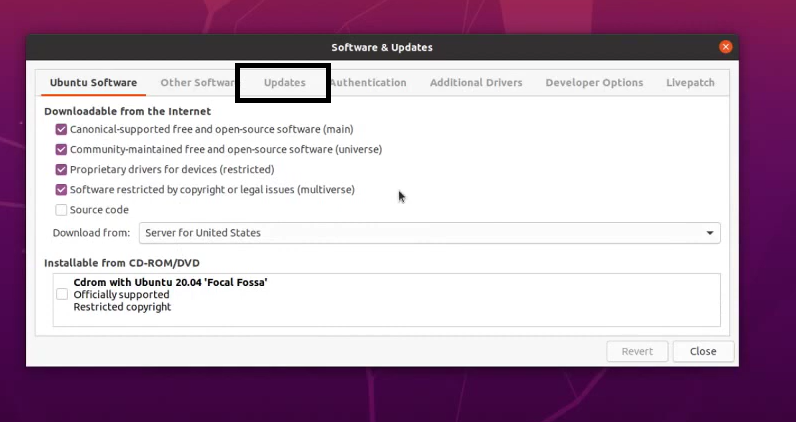 Software & Updates
Ubuntu Software Other Softwar Updates uthentication Additional Drivers Developer Options Livepatch
Downloadable from the Internet
Canonical-supported free and open-source software (main)
Community-maintained free and open-source software (universe)
Proprietary drivers for devices (restricted)
Software restricted by copyright or legal issues (multiverse)
Source code
Download from: Server for United States
Installable from CD-ROM/DVD
Cdrom with Ubuntu 20.04 'Focal Fossa'
Officially supported
Restricted copyright
Revert Close